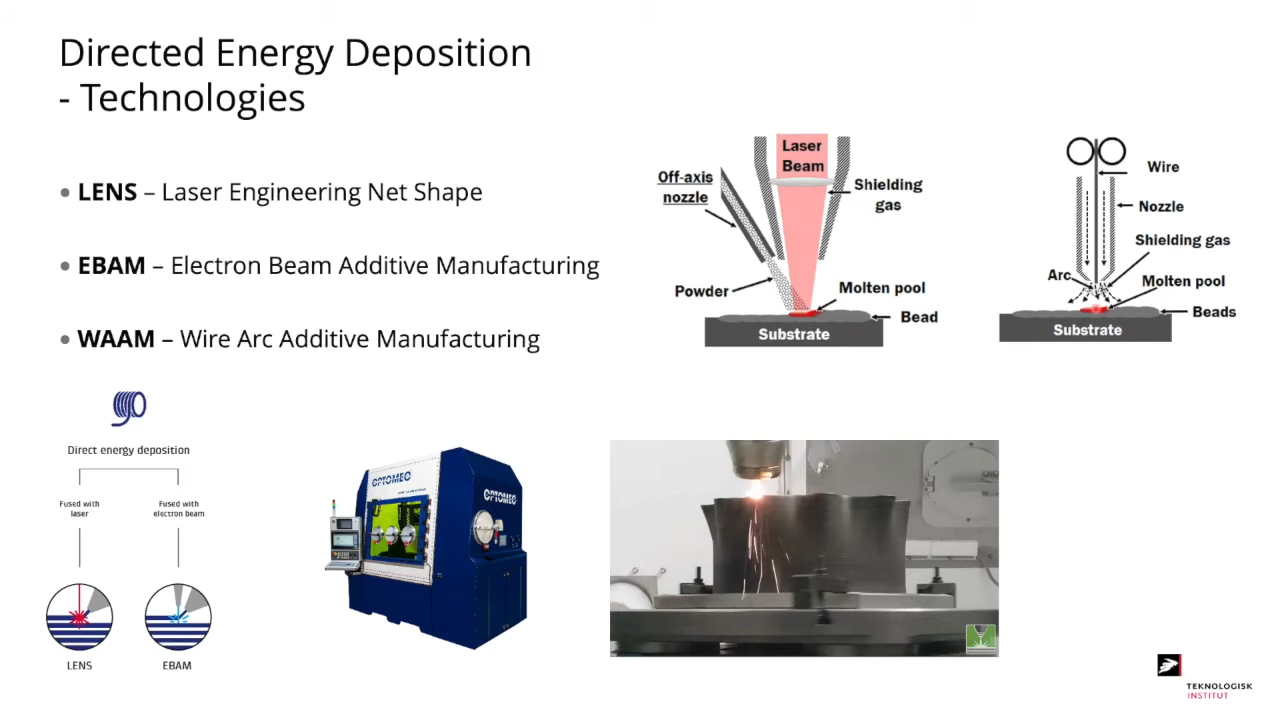 Directed Energy Deposition
- Technologies
• LENS – Laser Engineering Net Shape
• EBAM – Electron Beam Additive Manufacturing
• WAAM – Wire Arc Additive Manufacturing
Laser
Beam
Off-axis
nozzle
Shielding
gas
Powder
Molten pool
Bead
Substrate
Wire
Nozzle
Shielding gas
Arc
Molten pool
Beads
Substrate
Direct energy deposition
Fused with
laser
Fused with
electron beam
LENS
EBAM
OPTOMEC
OPTOMEC
TEKNOLOGISK
INSTITUT